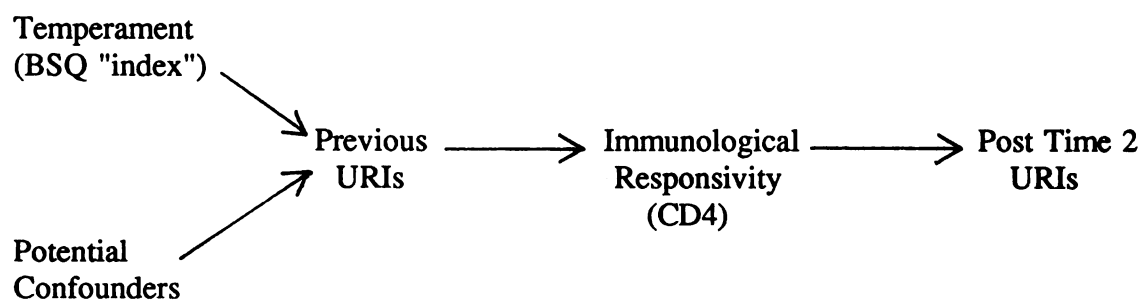 Temperament
(BSQ "index")
Previous
URIs
Immunological
Responsivity
(CD4)
Post Time 2
URIs
Potential
Confounders